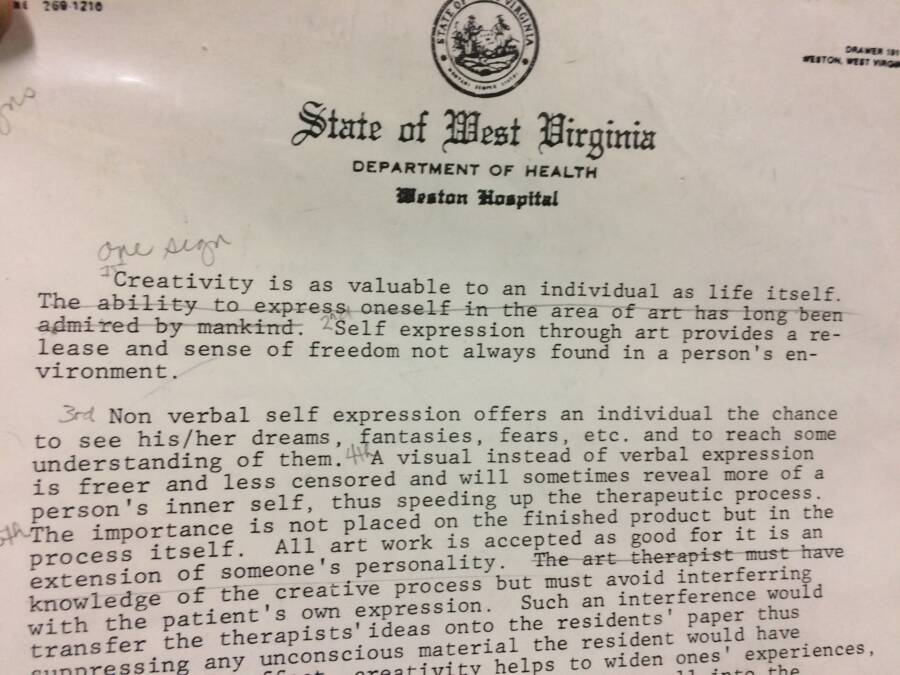 269-1216
DRAWER
WESTON, WEST
STATE OF VIRGINIA
MONTANI SEMPER LIBERI
State of West Virginia
DEPARTMENT OF HEALTH
Weston Hospital
one sign
1st
Creativity is as valuable to an individual as life itself.
The ability to express oneself in the area of art has long been
admired by mankind. 2nd Self expression through art provides a re-
lease and sense of freedom not always found in a person's en-
vironment.
3rd Non verbal self expression offers an individual the chance
to see his/her dreams, fantasies, fears, etc. and to reach some
understanding of them. 4th A visual instead of verbal expression
is freer and less censored and will sometimes reveal more of a
person's inner self, thus speeding up the therapeutic process.
The importance is not placed on the finished product but in the
process itself. All art work is accepted as good for it is an
extension of someone's personality. The art therapist must have
knowledge of the creative process but must avoid interferring
with the patient's own expression. Such an interference would
transfer the therapists' ideas onto the residents' paper thus
suppressing any unconscious material the resident would have
creativity helps to widen ones' experiences,
into the